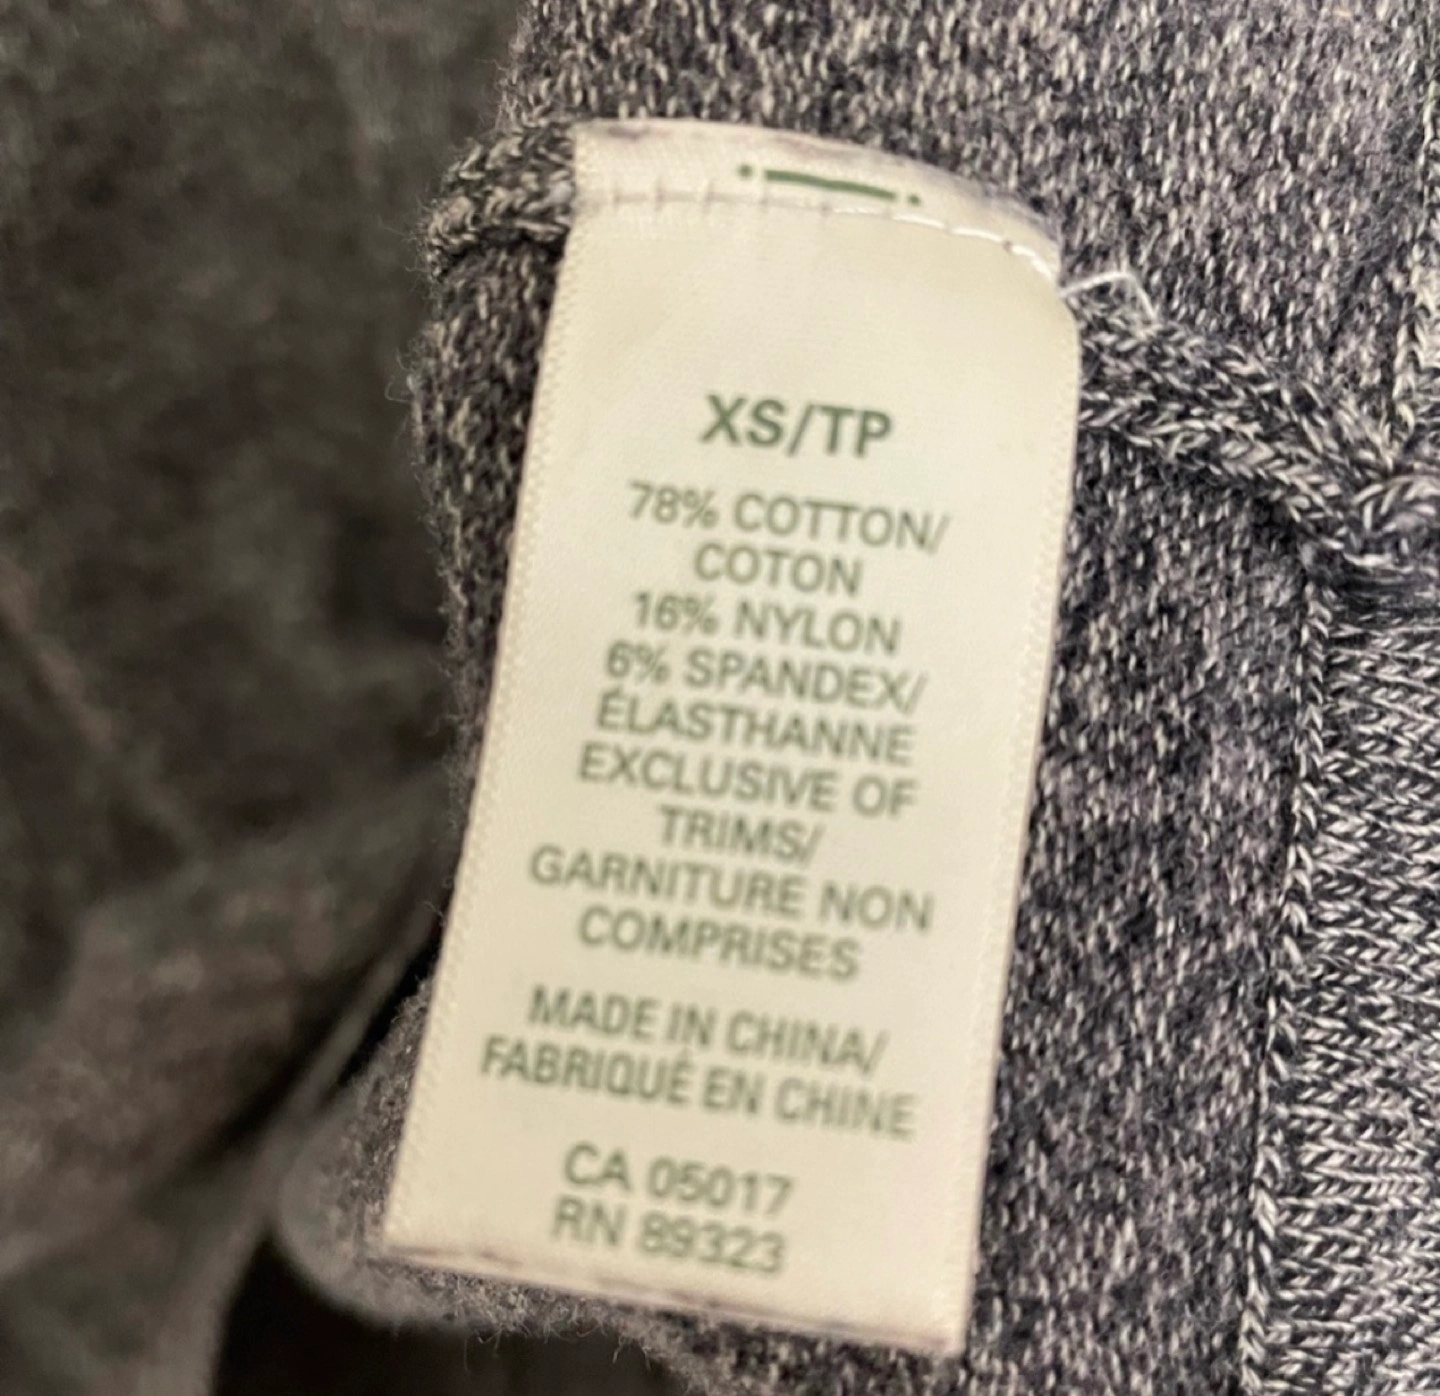 XS/TP
78% COTTON/
COTON
16% NYLON
6% SPANDEX/
ÉLASTHANNE
EXCLUSIVE OF
TRIMS/
GARNITURE NON
COMPRISES
MADE IN CHINA/
FABRIQUÉ EN CHINE
CA 05017
RN 89323